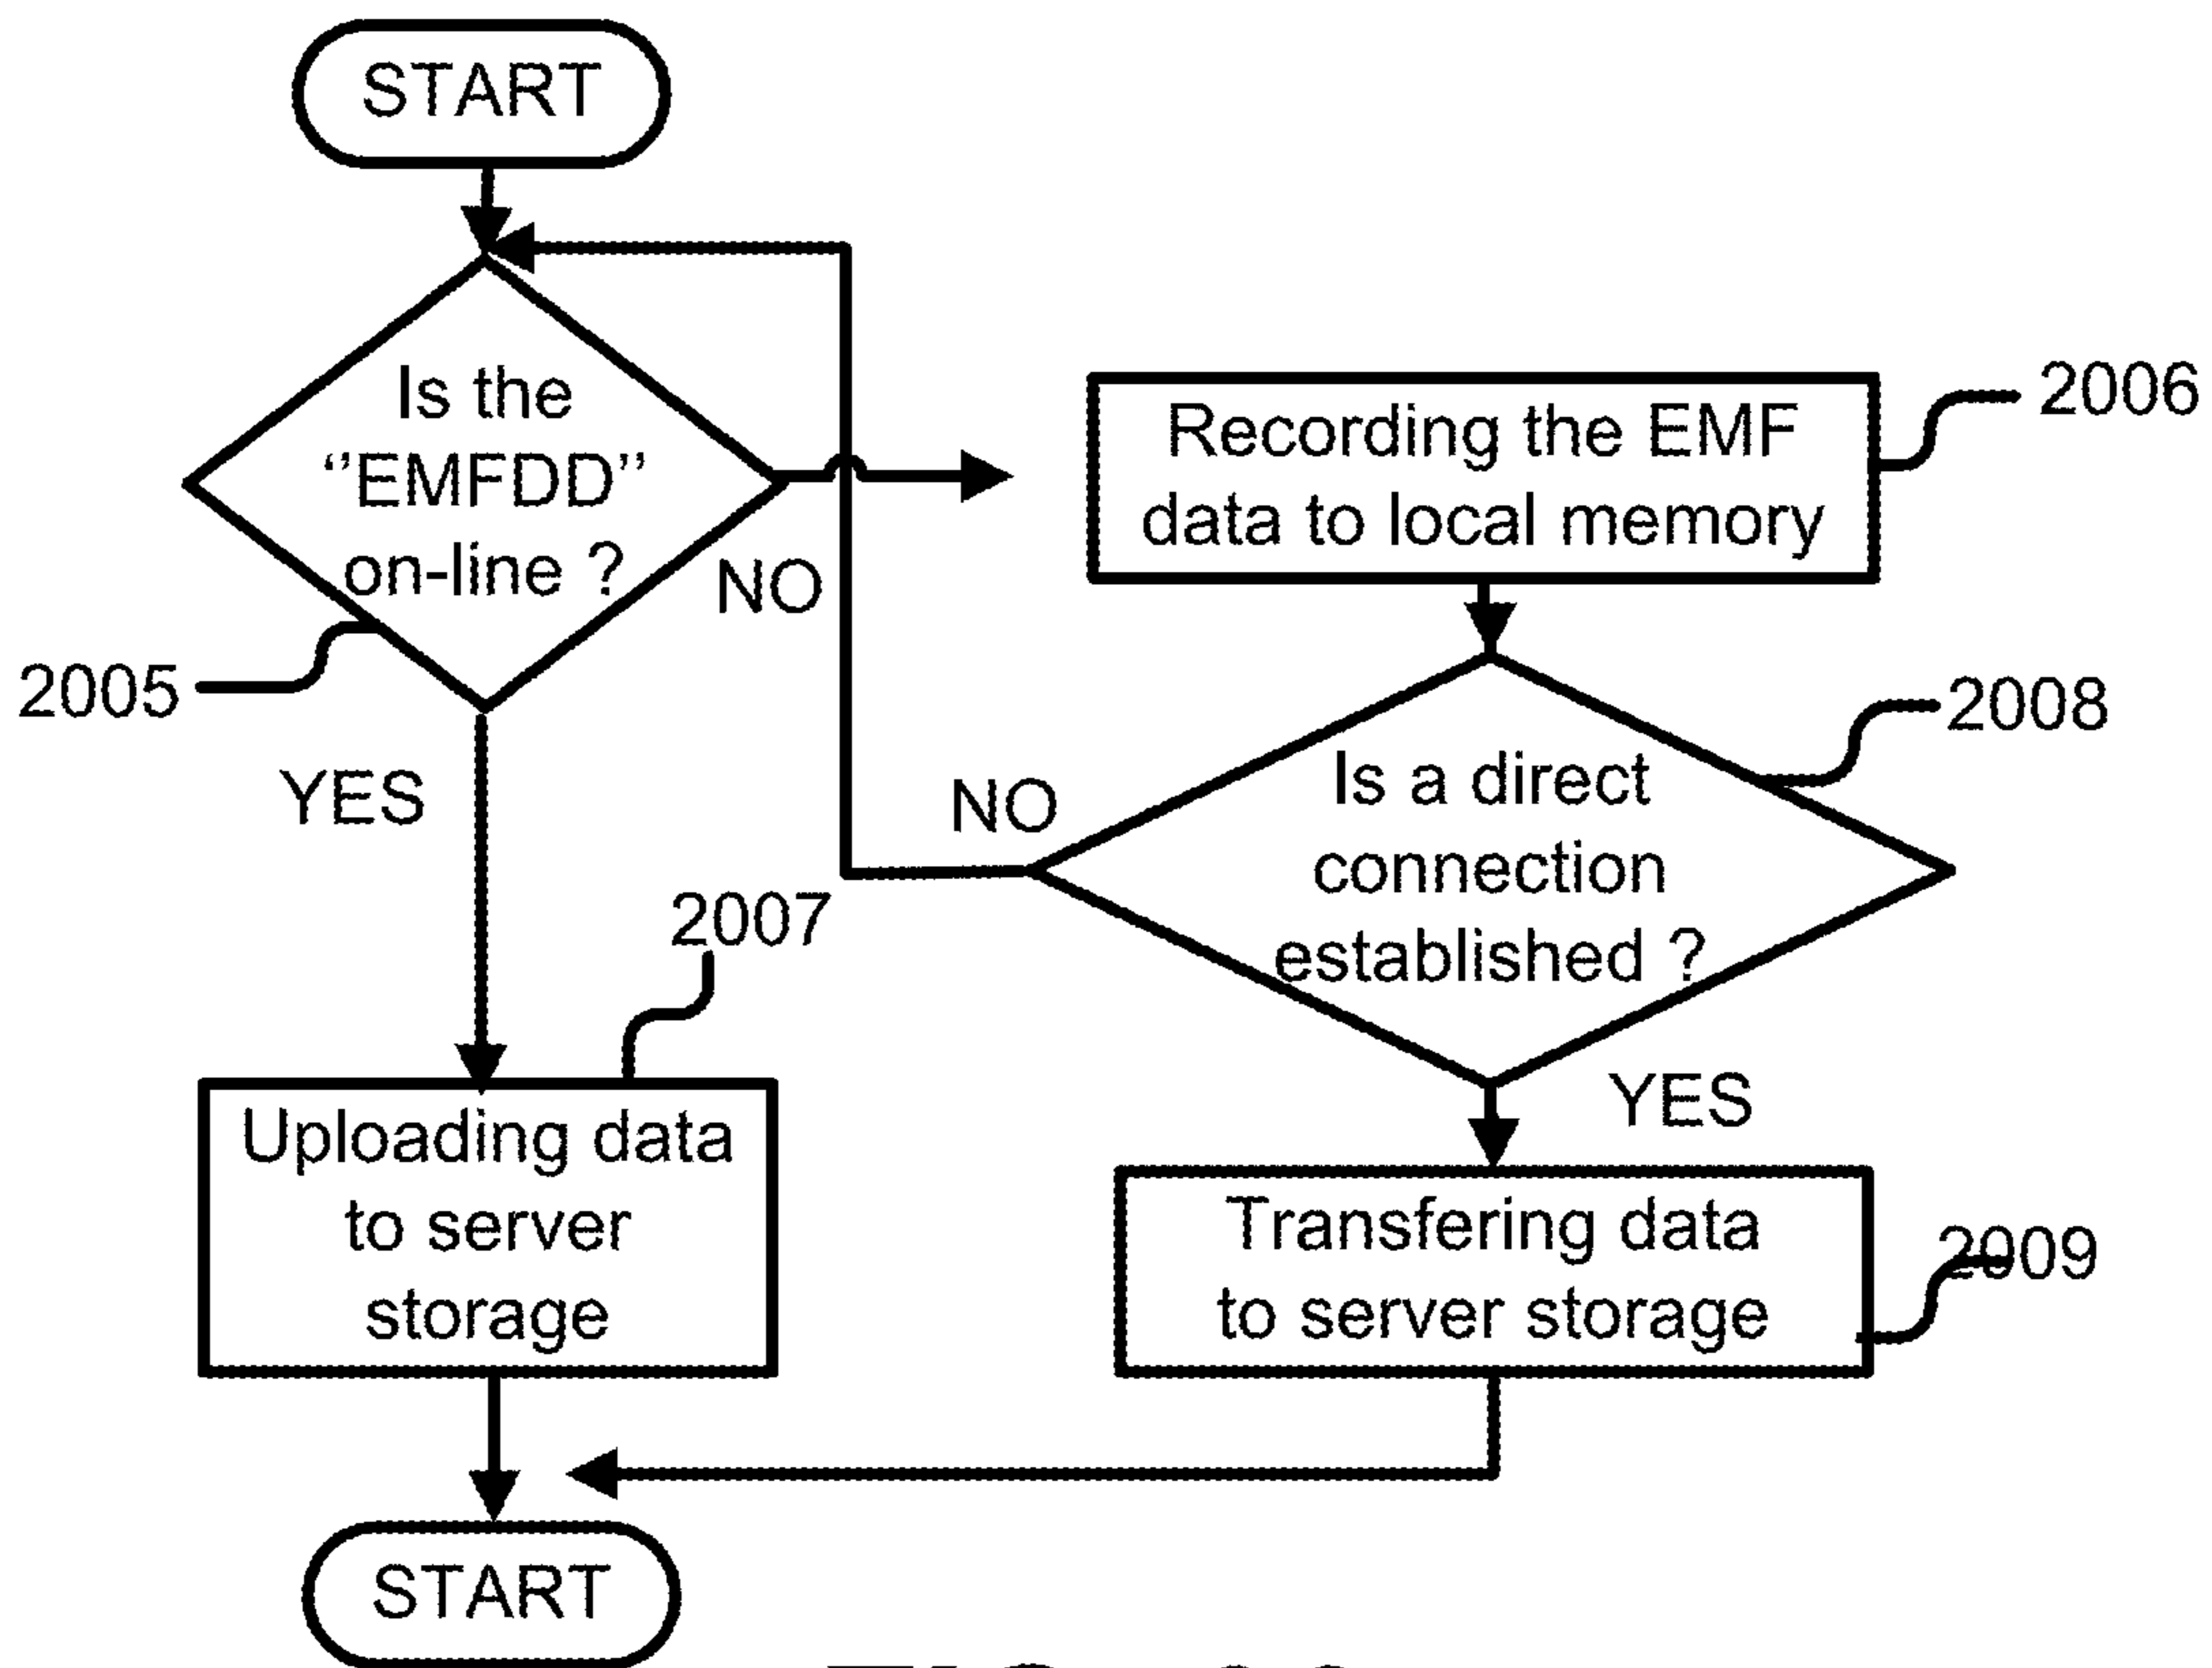 START
Is the
‘’EMFDD’’
on-line ?
NO
2005
YES
Recording the EMF
data to local memory
2006
2008
Is a direct
connection
established ?
NO
YES
2007
Uploading data
to server
storage
Transfering data
to server storage
2009
START